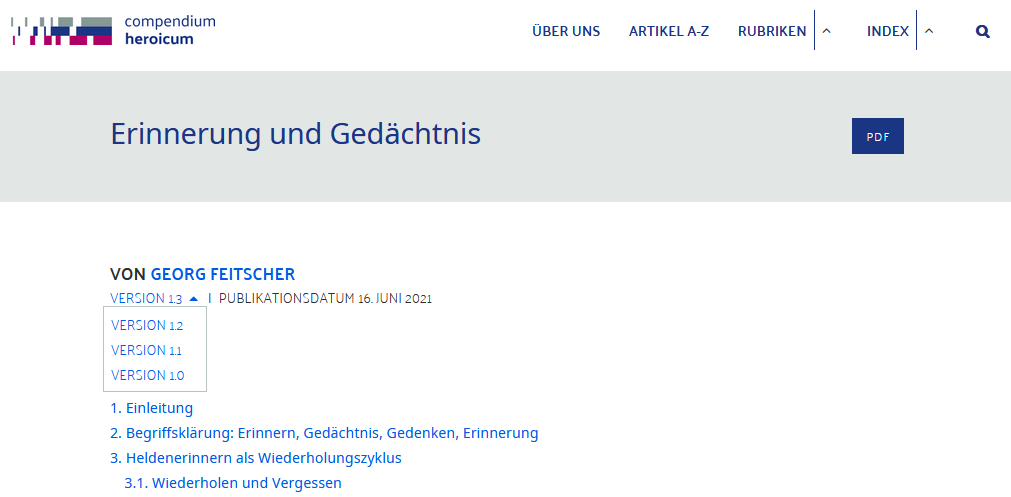 compendium
heroicum
ÜBER UNS ARTIKEL A-Z RUBRIKEN INDEX
Erinnerung und Gedächtnis
PDF
VON GEORG FEITSCHER
VERSION 1.3 | PUBLIKATIONSDATUM 16. JUNI 2021
VERSION 1.2
VERSION 1.1
VERSION 1.0
1. Einleitung
2. Begriffsklärung: Erinnern, Gedächtnis, Gedenken, Erinnerung
3. Heldenerinnern als Wiederholungszyklus
3.1. Wiederholen und Vergessen